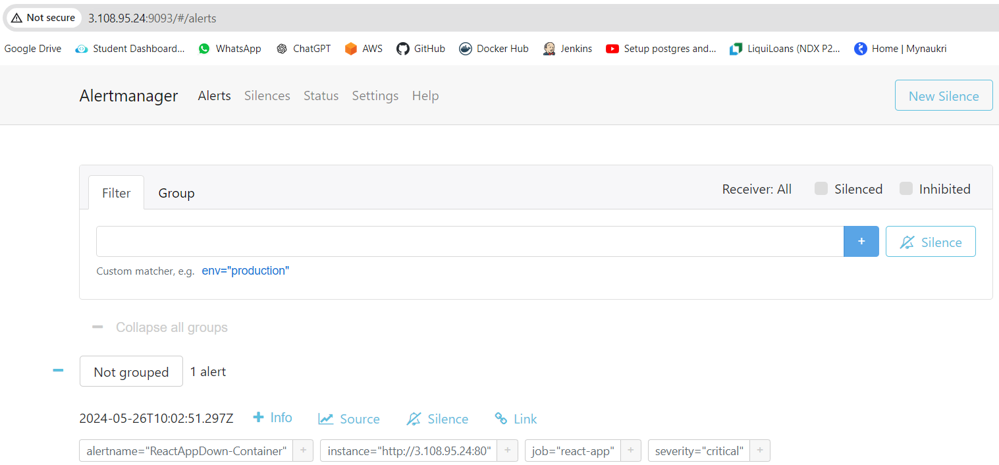 Not secure 3.108.95.24:9093/#/alerts
Google Drive Student Dashboard... WhatsApp ChatGPT AWS GitHub Docker Hub Jenkins Setup postgres and... LiquiLoans (NDX P2... Home | Mynaukri
Alertmanager Alerts Silences Status Settings Help New Silence
Filter Group Receiver: All Silenced Inhibited
+ Silence
Custom matcher, e.g. env="production"
Collapse all groups
Not grouped 1 alert
2024-05-26T10:02:51.297Z + Info Source Silence Link
alertname="ReactAppDown-Container" + instance="http://3.108.95.24:80" + job="react-app" + severity="critical" +